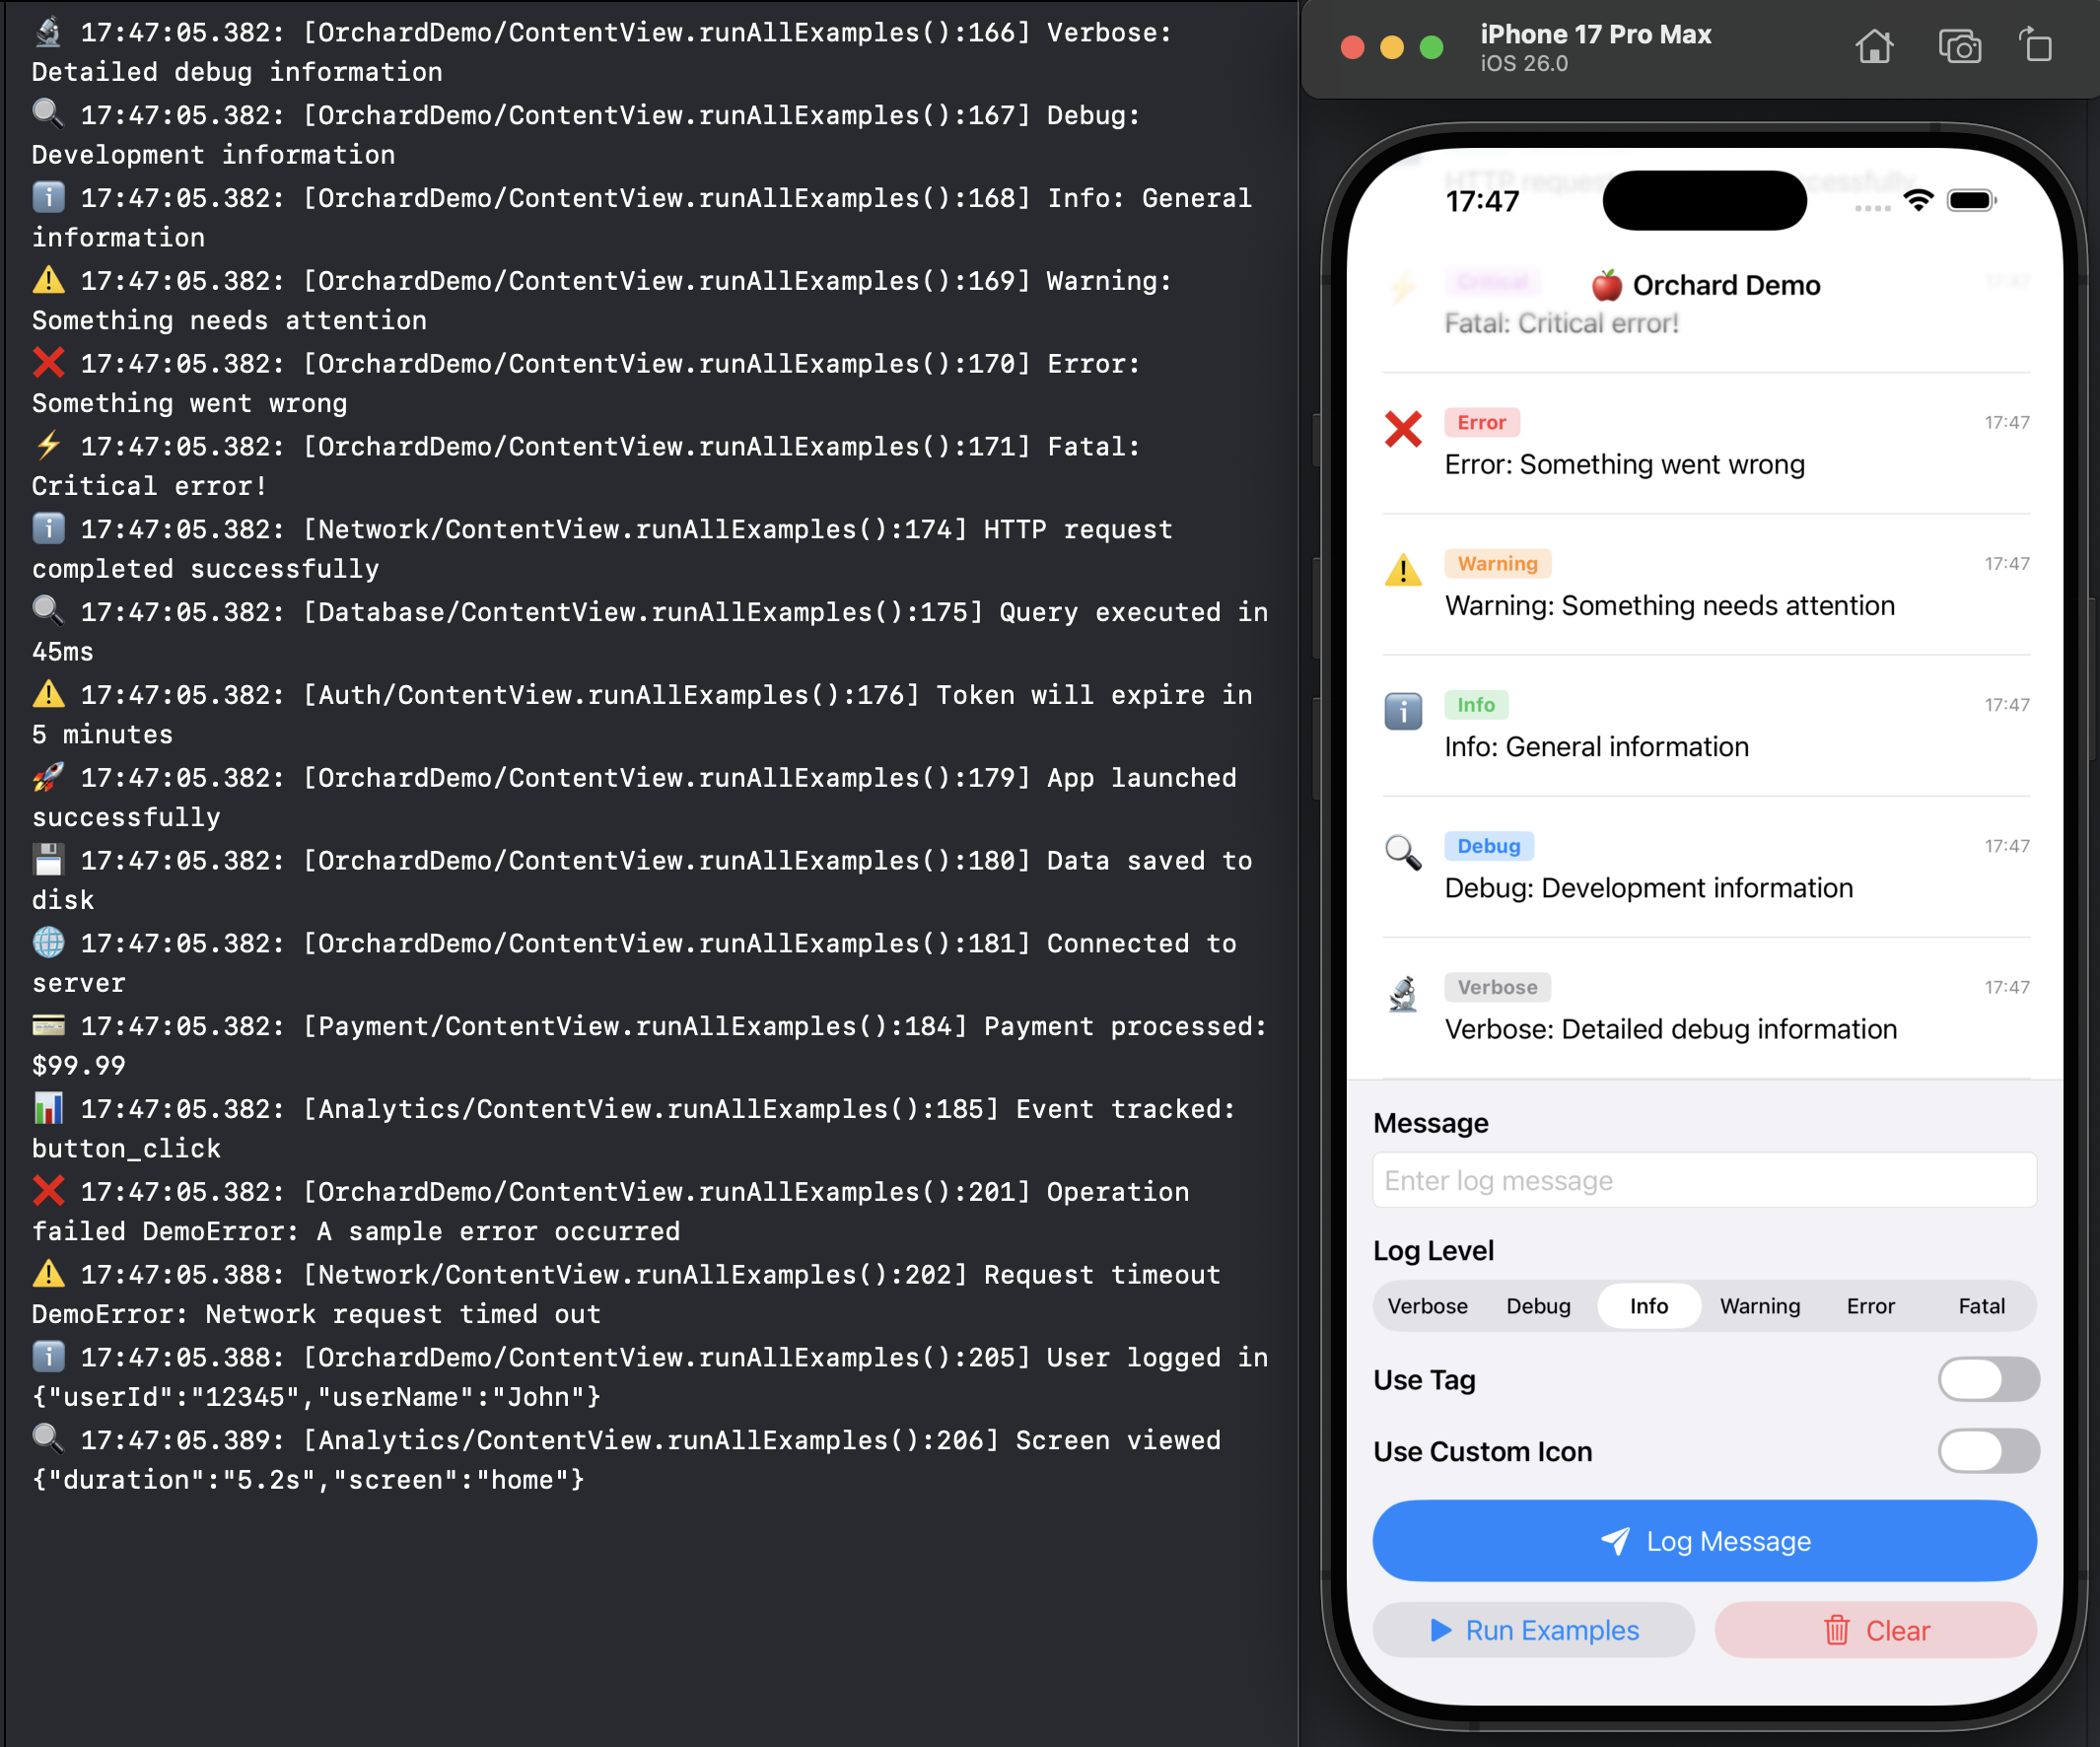 17:47:05.382: [OrchardDemo/ContentView.runAllExamples():166] Verbose:
Detailed debug information
17:47:05.382: [OrchardDemo/ContentView.runAllExamples():167] Debug:
Development information
17:47:05.382: [OrchardDemo/ContentView.runAllExamples():168] Info: General
information
17:47:05.382: [OrchardDemo/ContentView.runAllExamples():169] Warning:
Something needs attention
17:47:05.382: [OrchardDemo/ContentView.runAllExamples():170] Error:
Something went wrong
17:47:05.382: [OrchardDemo/ContentView.runAllExamples():171] Fatal:
Critical error!
17:47:05.382: [Network/ContentView.runAllExamples():174] HTTP request
completed successfully
17:47:05.382: [Database/ContentView.runAllExamples():175] Query executed in
45ms
17:47:05.382: [Auth/ContentView.runAllExamples():176] Token will expire in
5 minutes
17:47:05.382: [OrchardDemo/ContentView.runAllExamples():179] App launched
successfully
17:47:05.382: [OrchardDemo/ContentView.runAllExamples():180] Data saved to
disk
17:47:05.382: [OrchardDemo/ContentView.runAllExamples():181] Connected to
server
17:47:05.382: [Payment/ContentView.runAllExamples():184] Payment processed:
$99.99
17:47:05.382: [Analytics/ContentView.runAllExamples():185] Event tracked:
button_click
17:47:05.382: [OrchardDemo/ContentView.runAllExamples():201] Operation
failed DemoError: A sample error occurred
17:47:05.388: [Network/ContentView.runAllExamples():202] Request timeout
DemoError: Network request timed out
17:47:05.388: [OrchardDemo/ContentView.runAllExamples():205] User logged in
{"userId":"12345","userName":"John"}
17:47:05.389: [Analytics/ContentView.runAllExamples():206] Screen viewed
{"duration":"5.2s","screen":"home"}
iPhone 17 Pro Max
iOS 26.0
17:47
Orchard Demo
Critical 17:47
Fatal: Critical error!
Error 17:47
Error: Something went wrong
Warning 17:47
Warning: Something needs attention
Info 17:47
Info: General information
Debug 17:47
Debug: Development information
Verbose 17:47
Verbose: Detailed debug information
Message
Enter log message
Log Level
Verbose Debug Info Warning Error Fatal
Use Tag
Use Custom Icon
Log Message
Run Examples Clear